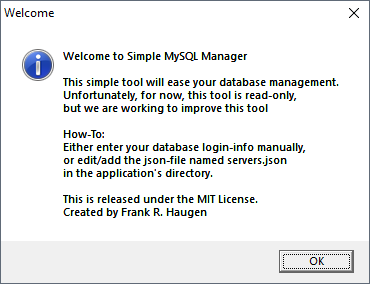 Welcome
Welcome to Simple MySQL Manager
This simple tool will ease your database management.
Unfortunately, for now, this tool is read-only,
but we are working to improve this tool
How-To:
Either enter your database login-info manually,
or edit/add the json-file named servers.json
in the application's directory.
This is released under the MIT License.
Created by Frank R. Haugen
OK